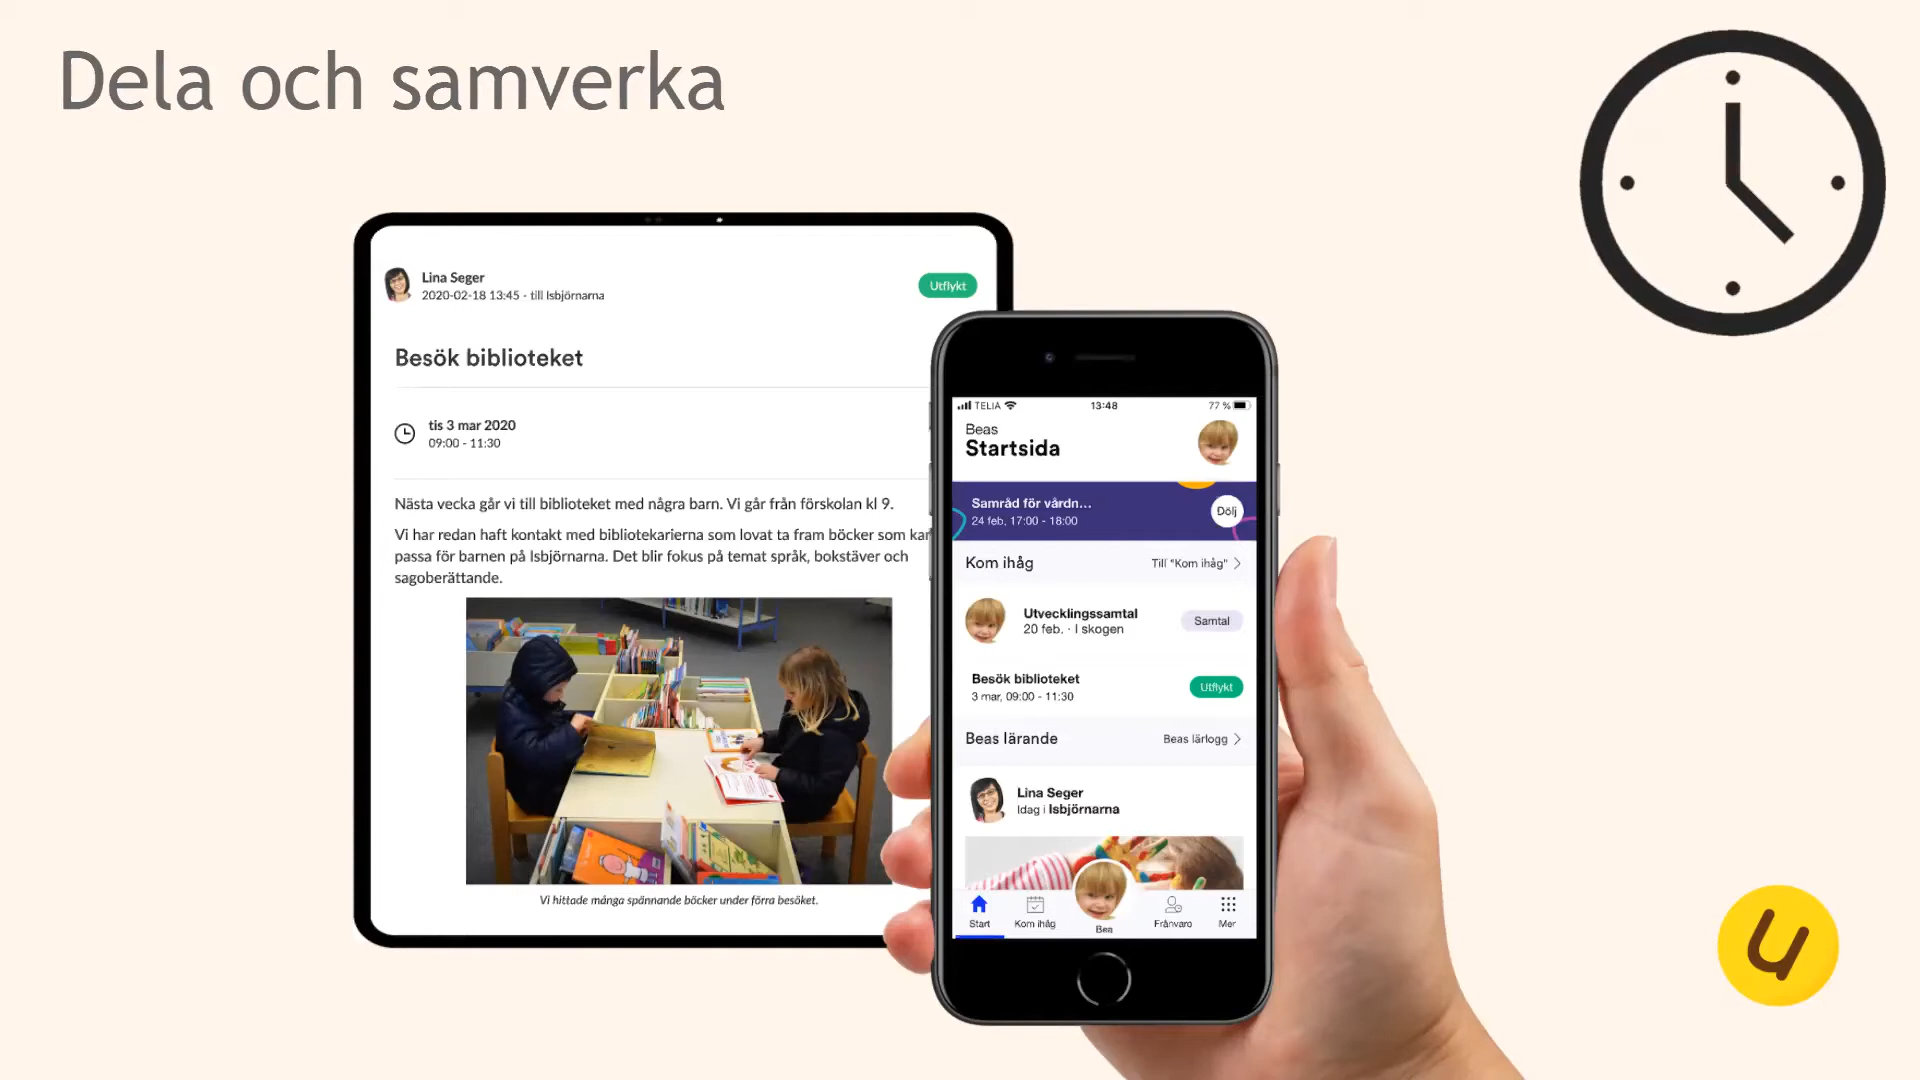 Dela och samverka
Lina Seger
2020-02-18 13:45 - till Isbjörnarna
Utflykt
Besök biblioteket
tis 3 mar 2020
09:00 - 11:30
Nästa vecka går vi till biblioteket med några barn. Vi går från förskolan kl 9.
Vi har redan haft kontakt med bibliotekarierna som lovat ta fram böcker som kan
passa för barnen på Isbjörnarna. Det blir fokus på temat språk, bokstäver och
sagoberättande.
Vi hittade många spännande böcker under förra besöket.
TELIA 13:48 77 %
Beas
Startsida
Samråd för vårdn...
24 feb, 17:00 - 18:00
Dölj
Kom ihåg Till "Kom ihåg"
Utvecklingssamtal
20 feb. · I skogen
Samtal
Besök biblioteket
3 mar, 09:00 - 11:30
Utflykt
Beas lärande Beas lärlogg
Lina Seger
Idag i Isbjörnarna
Start Kom ihåg Bea Frånvaro Mer
u